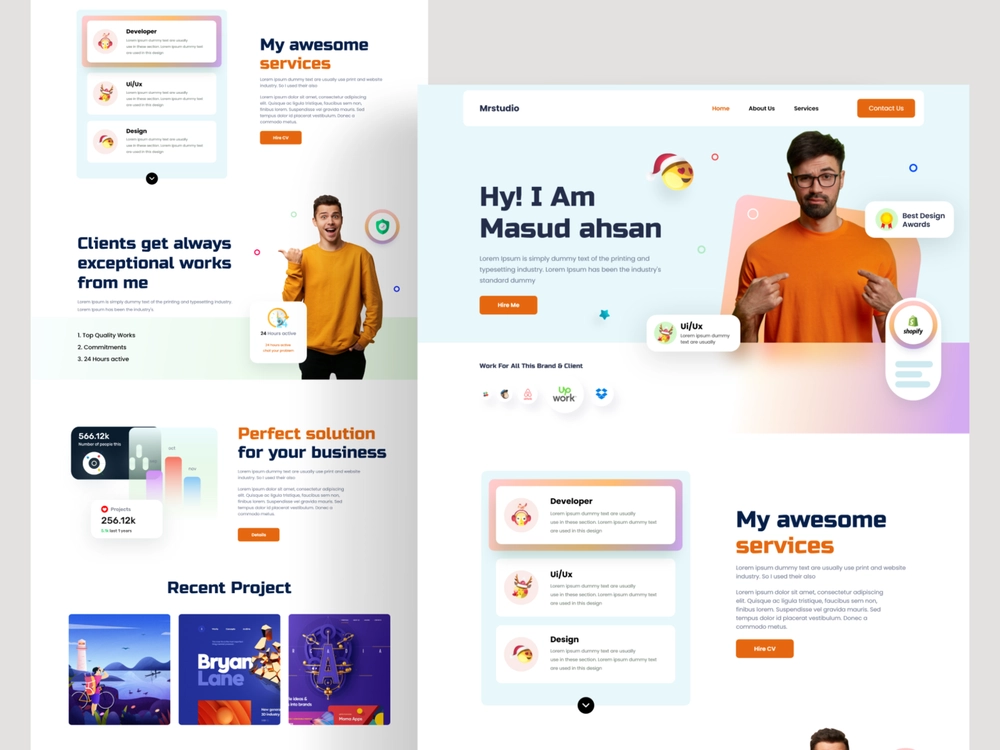 Developer
Lorem ipsum dummy text are usually
use in these section. Lorem ipsum dummy text
are used in this design
Ui/Ux
Lorem ipsum dummy text are usually
use in these section. Lorem ipsum dummy text
are used in this design
Design
Lorem ipsum dummy text are usually
use in these section. Lorem ipsum dummy text
are used in this design
My awesome
services
Lorem ipsum dummy text are usually use print and website
industry. So I used their also
Lorem ipsum dolor sit amet, consectetur adipiscing
elit. Quisque ac ligula tristique, faucibus sem non,
finibus lorem. Suspendisse vel gravida mauris. Sed
tempus dolor id lacus dignissim feugiat. Donec a
commodo metus.
Hire CV
Clients get always
exceptional works
from me
Lorem Ipsum is simply dummy text of the printing and typesetting industry
Lorem Ipsum has been the industry's
1. Top Quality Works
2. Commitments
3. 24 Hours active
24 Hours active
24 hours active
chat your problem
566.12k
Number of people this
Projects
256.12k
last 7 years
Perfect solution
for your business
Lorem ipsum dummy text are usually use print and website
industry. So I used their also
Lorem ipsum dolor sit amet, consectetur adipiscing
elit. Quisque ac ligula tristique, faucibus sem non,
finibus lorem. Suspendisse vel gravida mauris. Sed
tempus dolor id lacus dignissim feugiat. Donec a
commodo metus.
Details
Recent Project
Bryan
Lane
A
Mama Apps
Mrstudio
Home
About Us
Services
Contact Us
Hy! I Am
Masud ahsan
Lorem Ipsum is simply dummy text of the printing and
typesetting industry. Lorem Ipsum has been the industry's
standard dummy
Hire Me
Best Design
Awards
Ui/Ux
Lorem ipsum dummy
text are usually
shopify
Work For All This Brand & Client
Up
work
Developer
Lorem ipsum dummy text are usually
use in these section. Lorem ipsum dummy text
are used in this design
Ui/Ux
Lorem ipsum dummy text are usually
use in these section. Lorem ipsum dummy text
are used in this design
Design
Lorem ipsum dummy text are usually
use in these section. Lorem ipsum dummy text
are used in this design
My awesome
services
Lorem ipsum dummy text are usually use print and website
industry. So I used their also
Lorem ipsum dolor sit amet, consectetur adipiscing
elit. Quisque ac ligula tristique, faucibus sem non,
finibus lorem. Suspendisse vel gravida mauris. Sed
tempus dolor id lacus dignissim feugiat. Donec a
commodo metus.
Hire CV